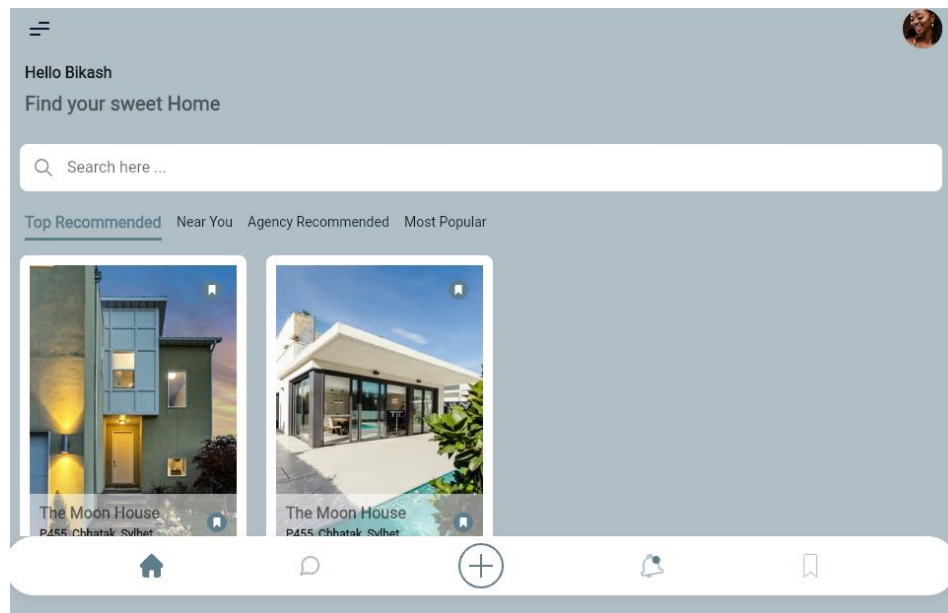 Hello Bikash
Find your sweet Home
Search here ...
Top Recommended Near You Agency Recommended Most Popular
The Moon House
P455, Chhatak, Sylhet
The Moon House
P455, Chhatak, Sylhet